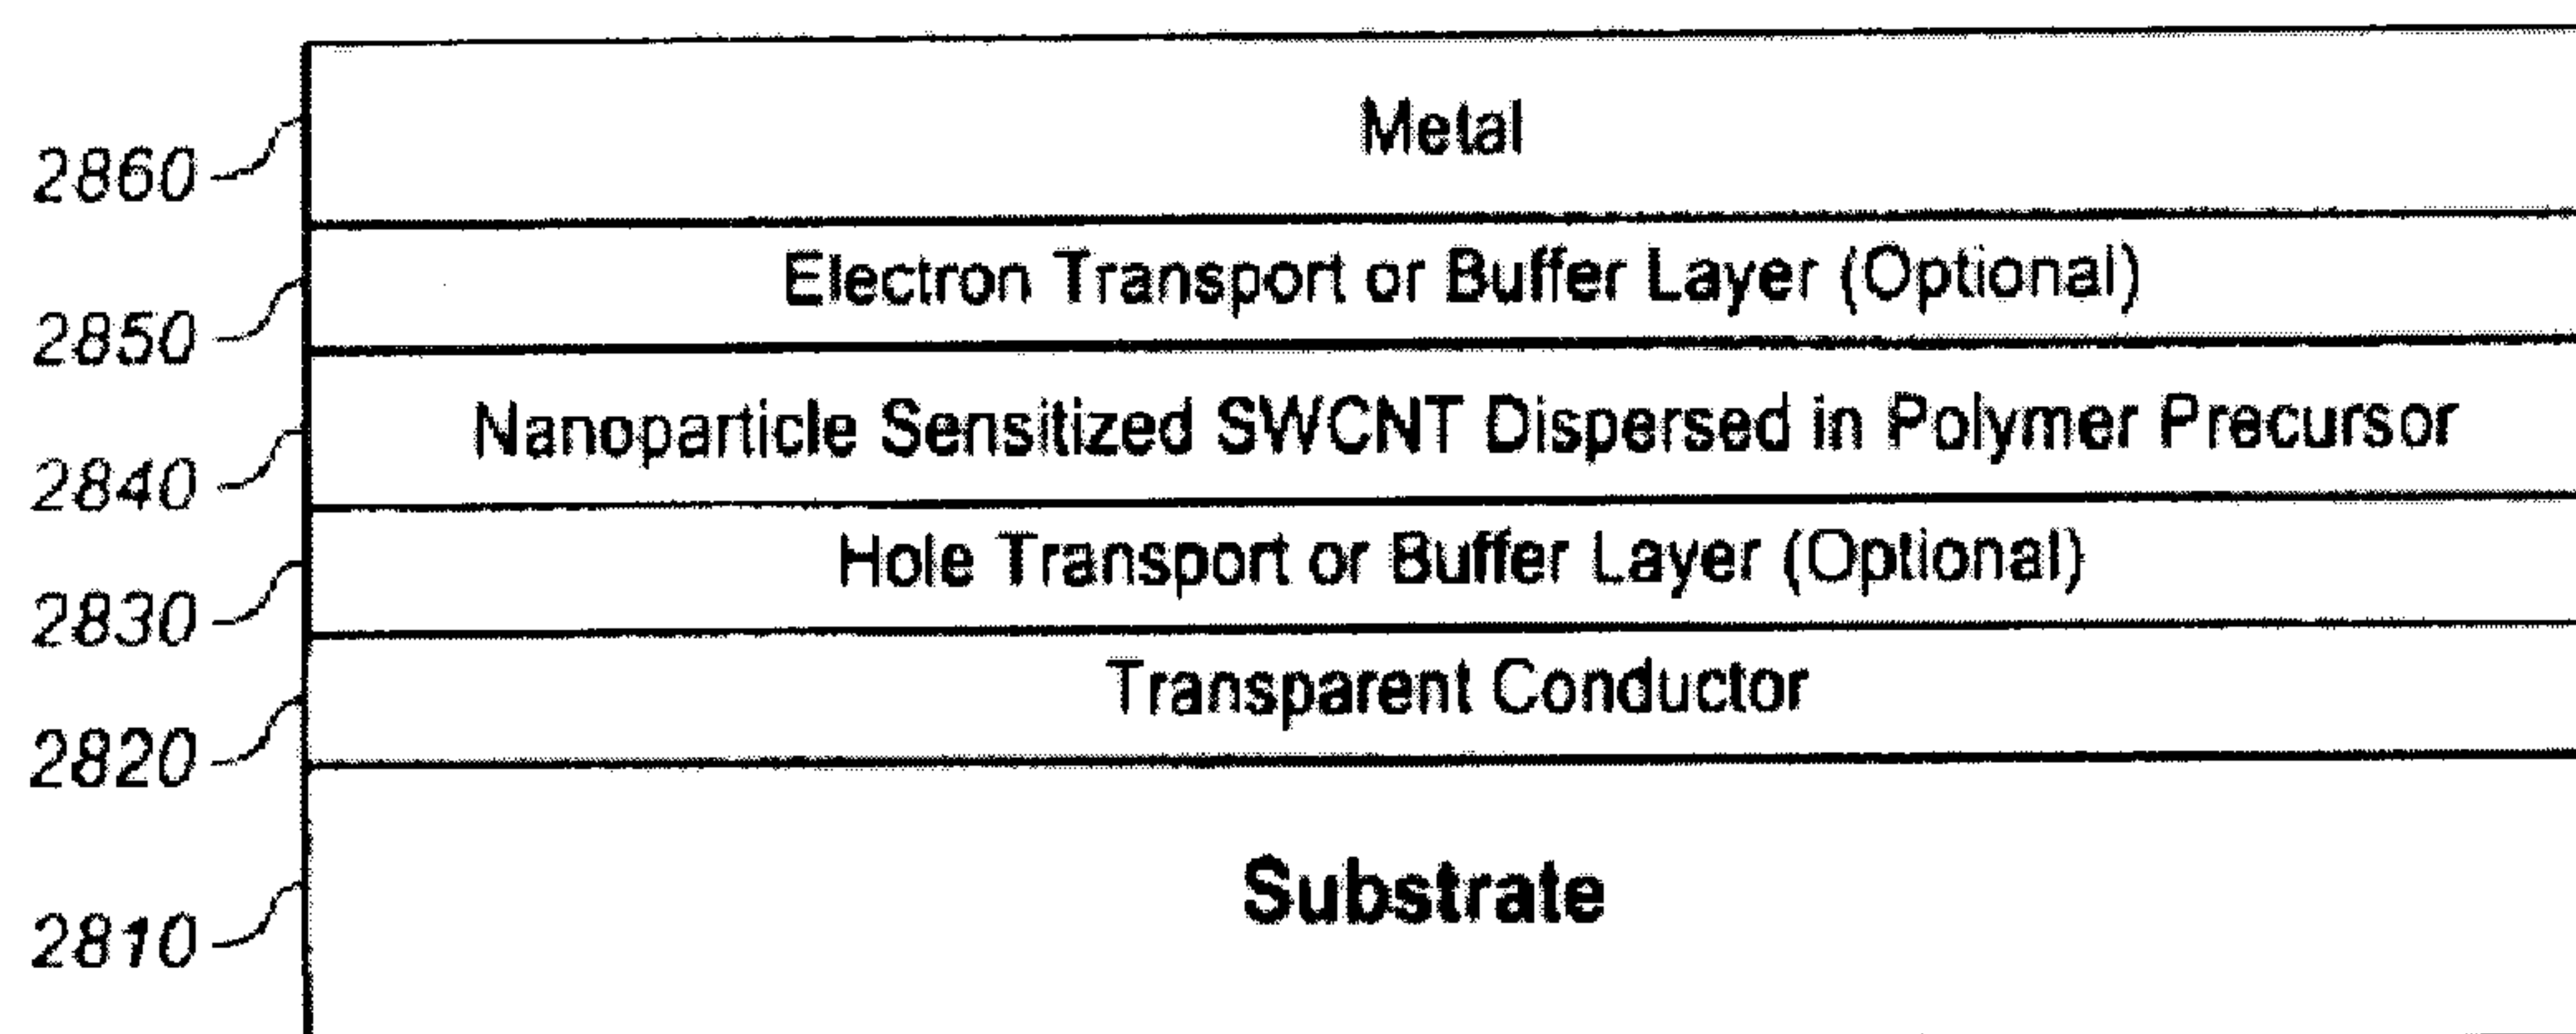 2860 Metal
2850 Electron Transport or Buffer Layer (Optional)
2840 Nanoparticle Sensitized SWCNT Dispersed in Polymer Precursor
2830 Hole Transport or Buffer Layer (Optional)
2820 Transparent Conductor
2810 Substrate